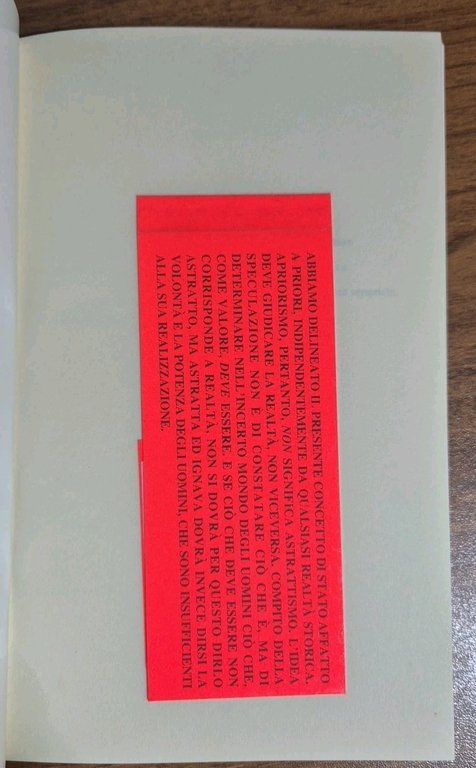 ABBIAMO DELINEATO II PRESENTE CONCETTO DI STATO AFFATTO
A PRIORI, INDIPENDENTEMENTE DA QUALSIASI REALTÀ STORICA.
APRIORISMO, PERTANTO, NON SIGNIFICA ASTRATTISMO. L'IDEA
DEVE GIUDICARE LA REALTÀ, NON VICEVERSA. COMPITO DELLA
SPECULAZIONE NON È DI CONSTATARE CIÒ CHE È, MA DI
DETERMINARE NELL'INCERTO MONDO DEGLI UOMINI CIÒ CHE,
COME VALORE, DEVE ESSERE. E SE CIÒ CHE DEVE ESSERE NON
CORRISPONDE A REALTÀ, NON SI DOVRÀ PER QUESTO DIRLO
ASTRATTO, MA ASTRATTA ED IGNAVA DOVRÀ INVECE DIRSI LA
VOLONTÀ E LA POTENZA DEGLI UOMINI, CHE SONO INSUFFICIENTI
ALLA SUA REALIZZAZIONE.